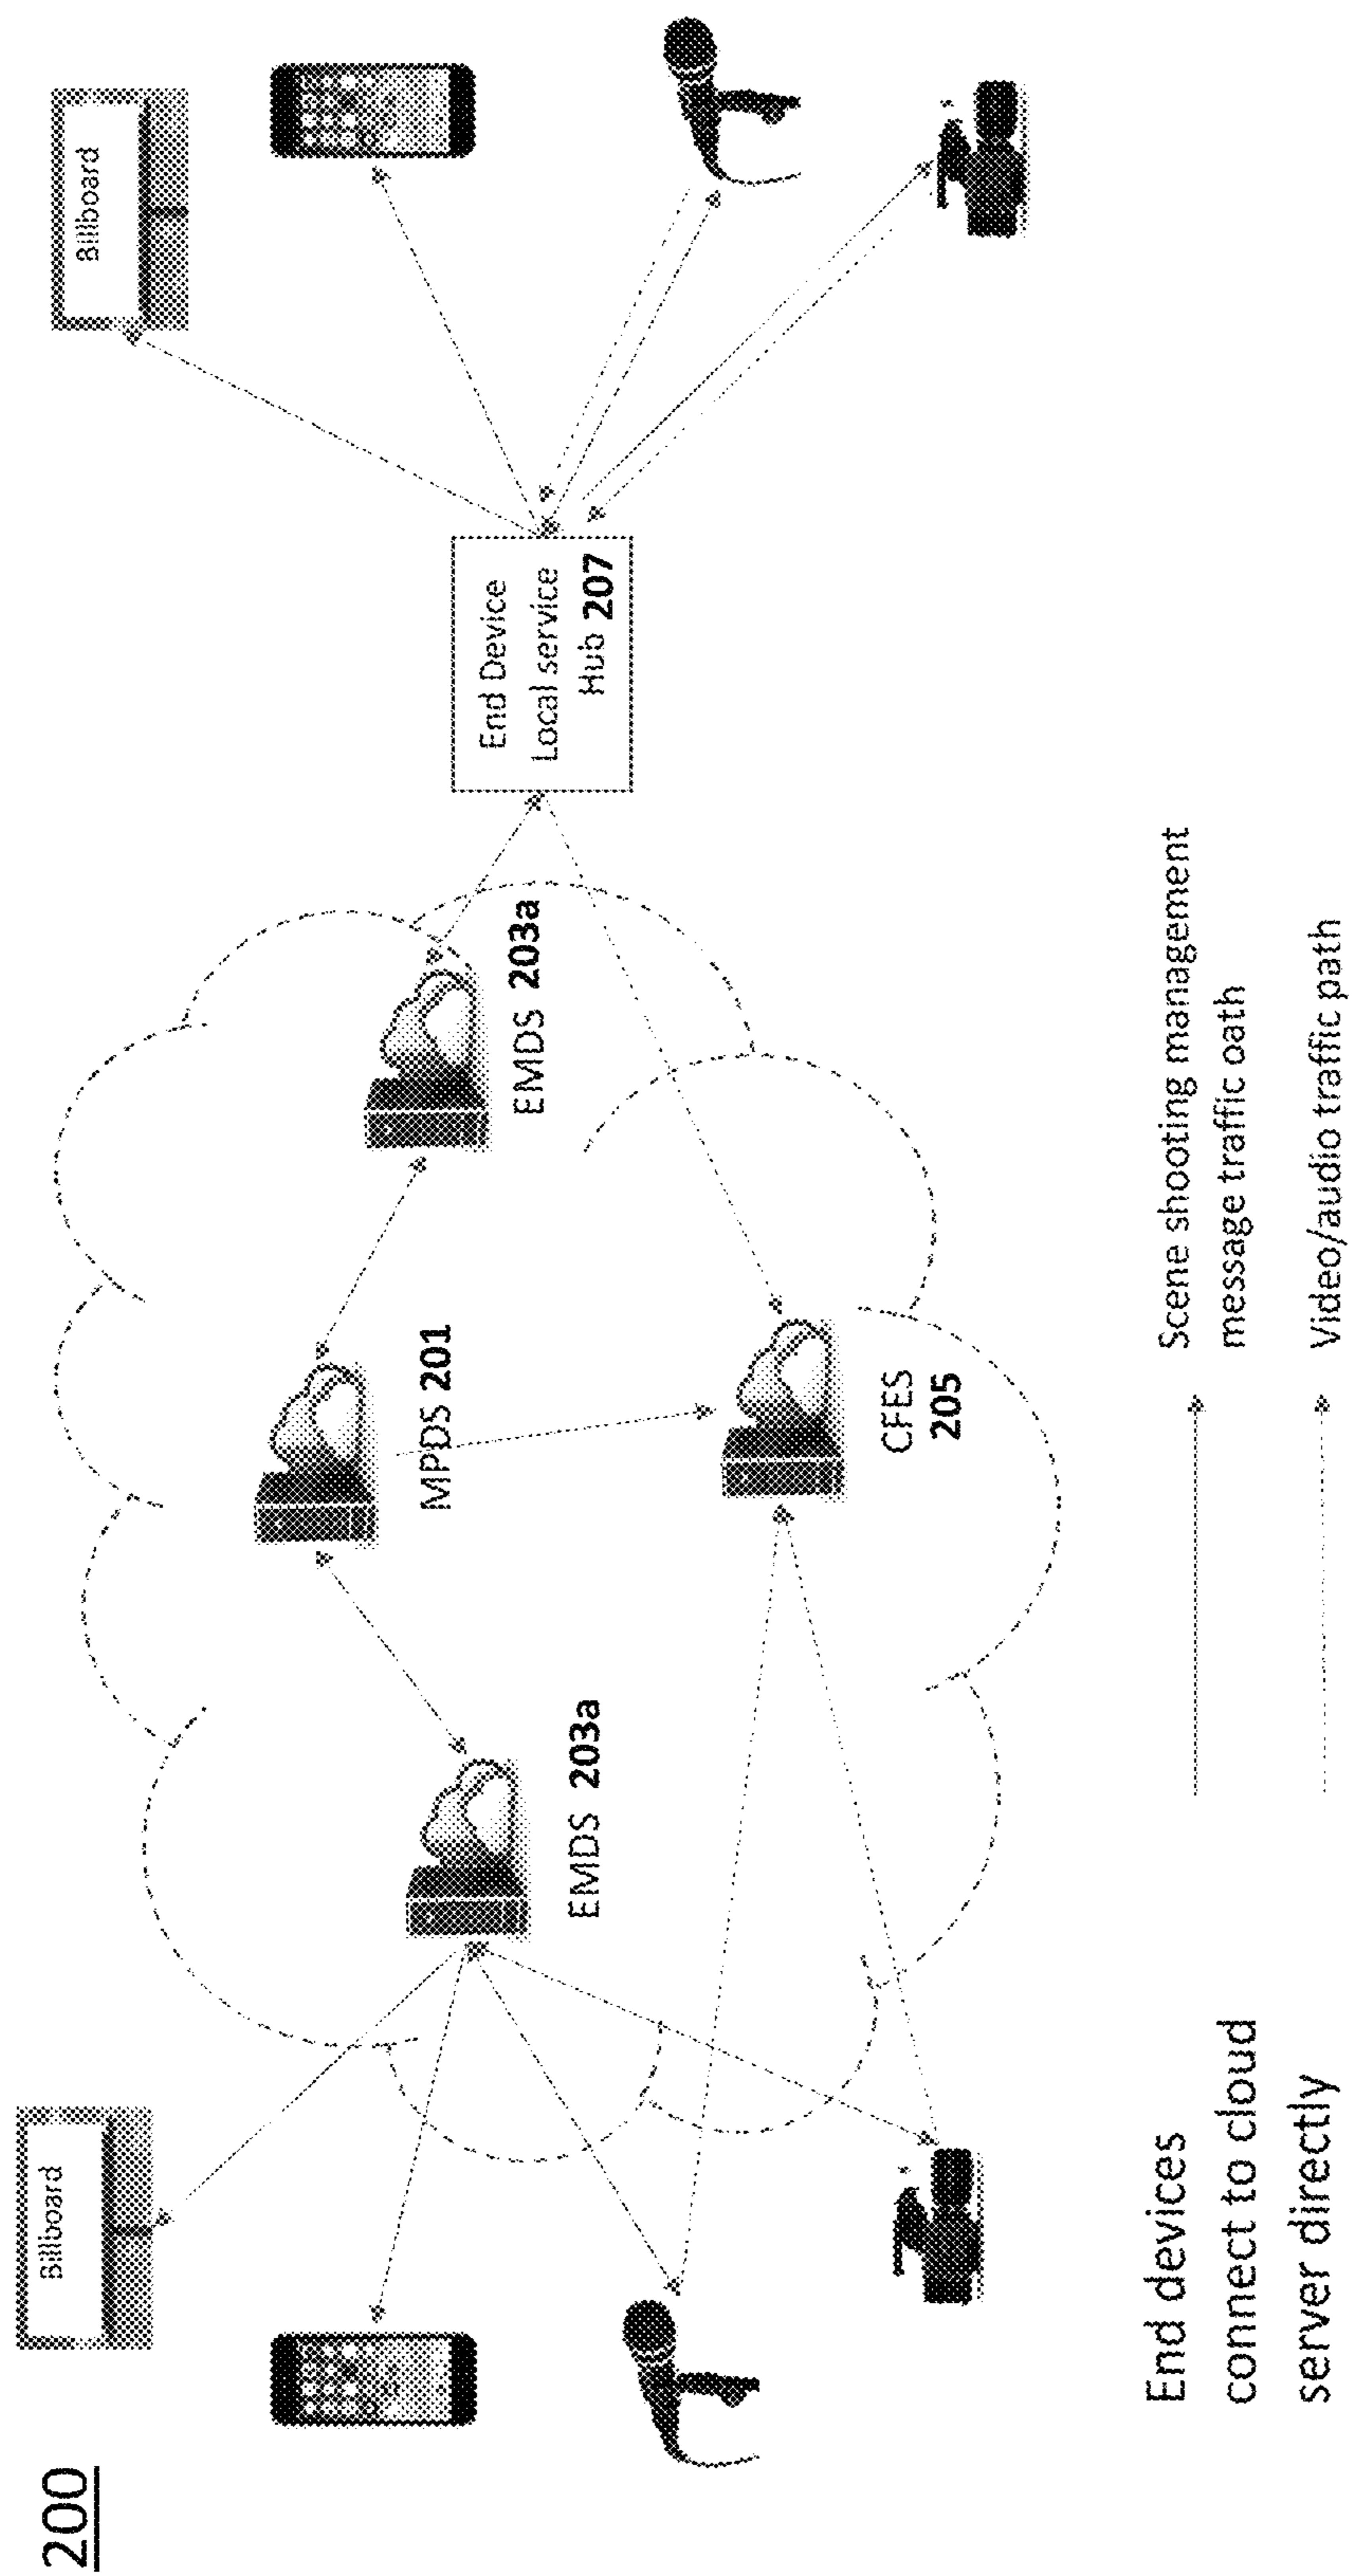 200
Billboard
Billboard
EMDS 203a
MPDS 201
EMDS 203a
CFES
205
End Device
Local service
Hub 207
End devices
connect to cloud
server directly
Scene shooting management
message traffic oath
Video/audio traffic path